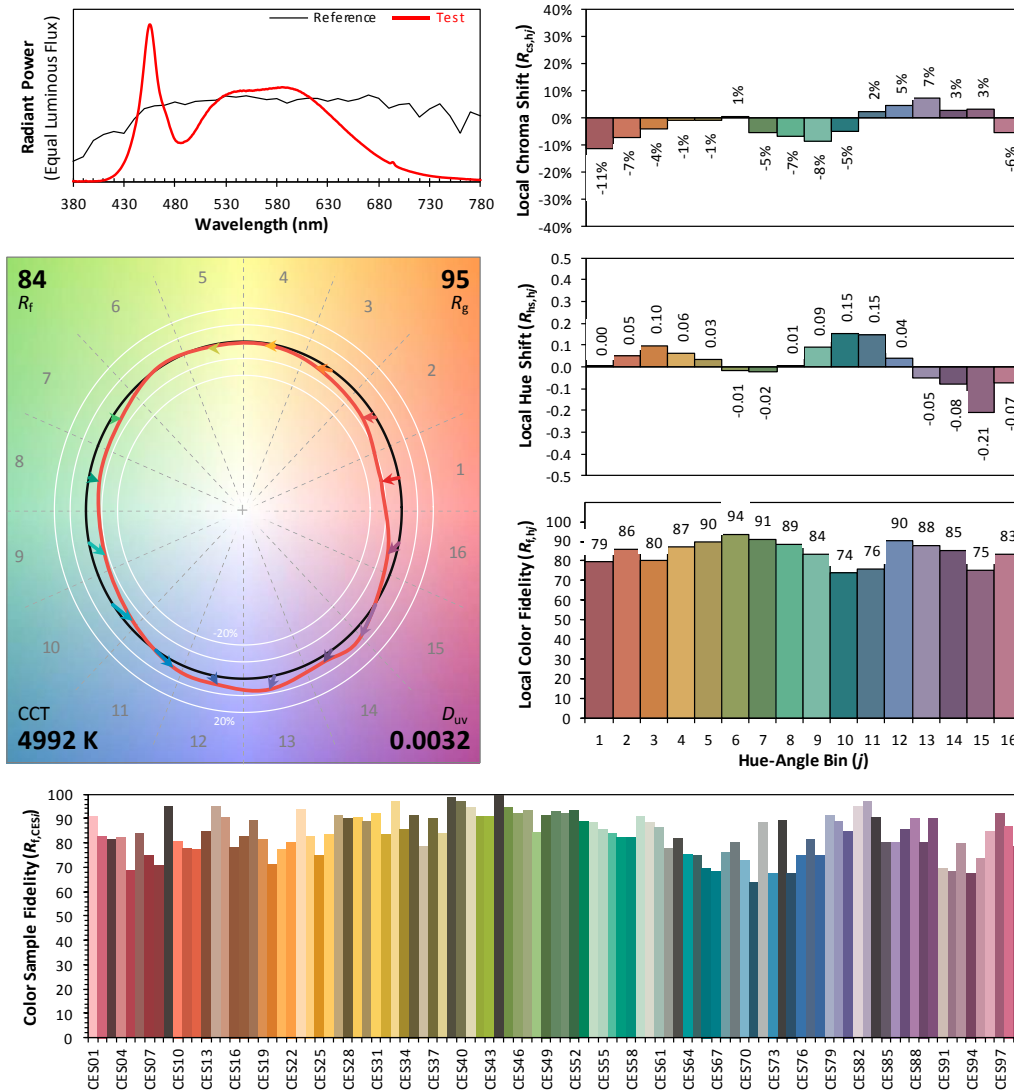 Reference Test
Radiant Power
(Equal Luminous Flux)
380 430 480 530 580 630 680 730 780
Wavelength (nm)
Local Chroma Shift (Rcs,hj)
40%
30%
20%
10%
0%
-10%
-20%
-30%
-40%
-11% -7% -4% -1% -1% 1% -5% -7% -8% -5% 2% 5% 7% 3% 3% -6%
84
Rf
95
Rg
5 4
6 3
7 2
8 1
9 16
10 15
11 14
12 13
-20%
20%
CCT
4992 K
Duv
0.0032
Local Hue Shift (Rhs,hj)
0.5
0.4
0.3
0.2
0.1
0.0
-0.1
-0.2
-0.3
-0.4
-0.5
0.00 0.05 0.10 0.06 0.03 -0.01 -0.02 0.01 0.09 0.15 0.15 0.04 -0.05 -0.08 -0.21 -0.07
Local Color Fidelity (Rf,hj)
100
90
80
70
60
50
40
30
20
10
0
79 86 80 87 90 94 91 89 84 74 76 90 88 85 75 83
1 2 3 4 5 6 7 8 9 10 11 12 13 14 15 16
Hue-Angle Bin (j)
Color Sample Fidelity (Rf,CESi)
100
90
80
70
60
50
40
30
20
10
0
CES01 CES04 CES07 CES10 CES13 CES16 CES19 CES22 CES25 CES28 CES31 CES34 CES37 CES40 CES43 CES46 CES49 CES52 CES55 CES58 CES61 CES64 CES67 CES70 CES73 CES76 CES79 CES82 CES85 CES88 CES91 CES94 CES97